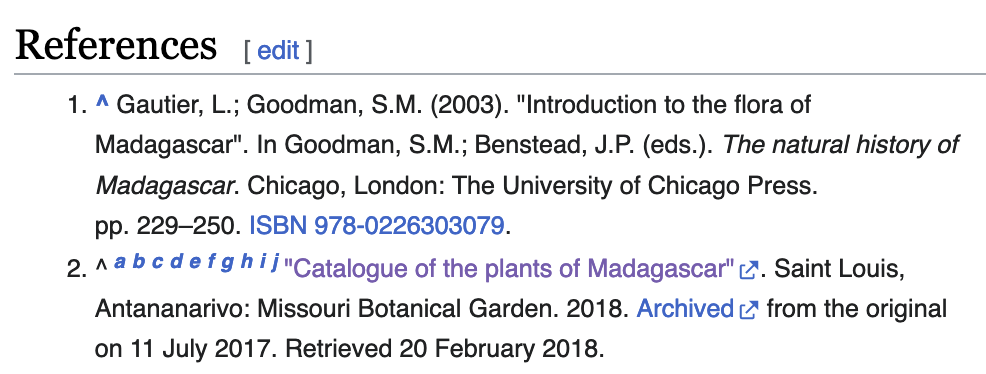 References [ edit ]
1. ^ Gautier, L.; Goodman, S.M. (2003). "Introduction to the flora of
Madagascar". In Goodman, S.M.; Benstead, J.P. (eds.). The natural history of
Madagascar. Chicago, London: The University of Chicago Press.
pp. 229–250. ISBN 978-0226303079.
2. ^ a b c d e f g h i j "Catalogue of the plants of Madagascar". Saint Louis,
Antananarivo: Missouri Botanical Garden. 2018. Archived from the original
on 11 July 2017. Retrieved 20 February 2018.